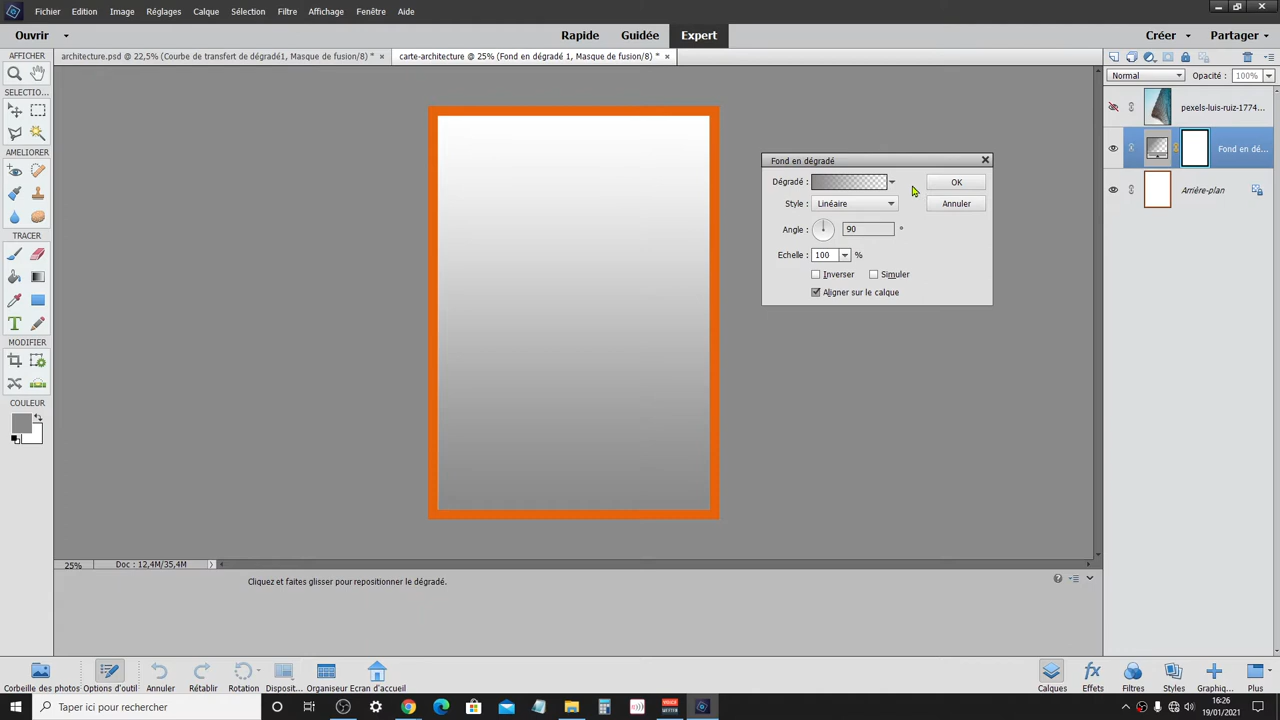 Fichier Edition Image Réglages Calque Sélection Filtre Affichage Fenêtre Aide
Ouvrir Rapide Guidée Expert Créer Partager
AFFICHER architecture.psd @ 22,5% (Courbe de transfert de dégradé1, Masque de fusion/8) * × carte-architecture @ 25% (Fond en dégradé 1, Masque de fusion/8) * ×
Normal Opacité : 100%
SELECTIO...
pexels-luis-ruiz-1774...
Fond en dé...
Arrière-plan
AMELIORER
TRACER
T
MODIFIER
COULEUR
Fond en dégradé
Dégradé : OK
Style : Linéaire Annuler
Angle : 90 °
Echelle : 100 %
Inverser Simuler
Aligner sur le calque
25% Doc : 12,4M/35,4M
Cliquez et faites glisser pour repositionner le dégradé.
Corbeille des photos Options d'outil Annuler Rétablir Rotation Disposit... Organiseur Ecran d'accueil Calques Effets Filtres Styles Graphiq... Plus
Taper ici pour rechercher
16:26
19/01/2021